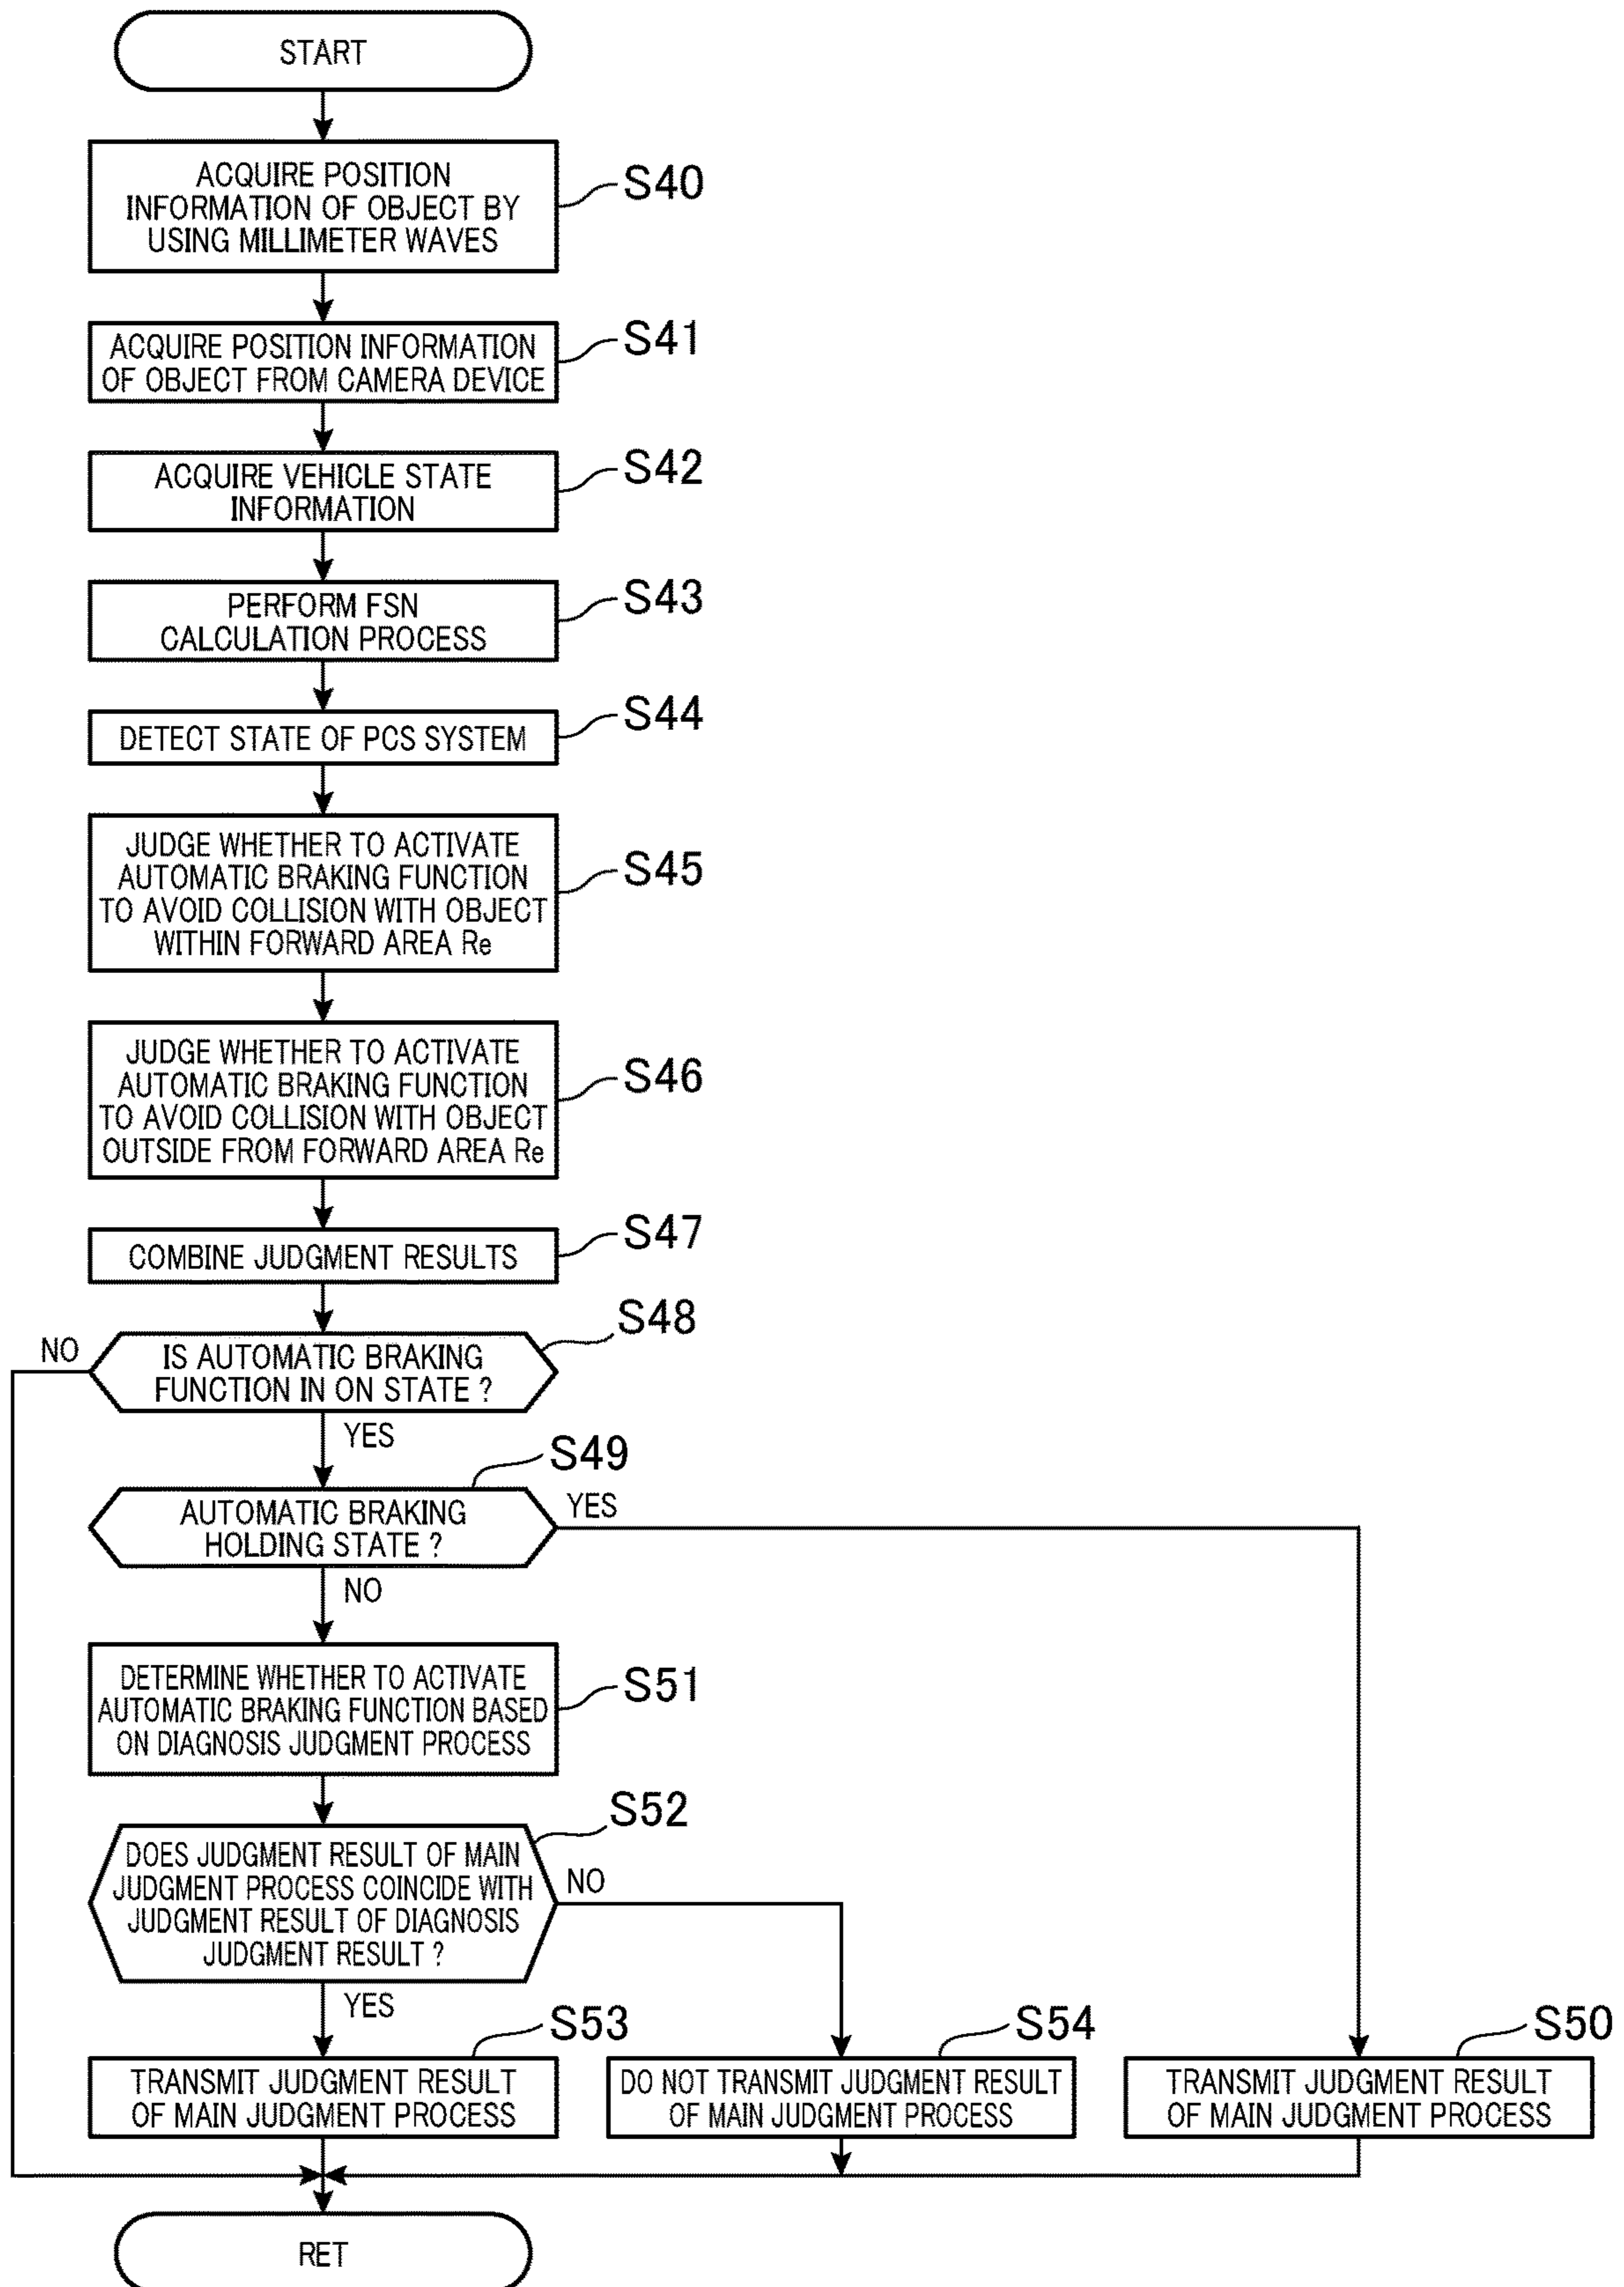 START
ACQUIRE POSITION
INFORMATION OF OBJECT BY
USING MILLIMETER WAVES
S40
ACQUIRE POSITION INFORMATION
OF OBJECT FROM CAMERA DEVICE
S41
ACQUIRE VEHICLE STATE
INFORMATION
S42
PERFORM FSN
CALCULATION PROCESS
S43
DETECT STATE OF PCS SYSTEM
S44
JUDGE WHETHER TO ACTIVATE
AUTOMATIC BRAKING FUNCTION
TO AVOID COLLISION WITH OBJECT
WITHIN FORWARD AREA Re
S45
JUDGE WHETHER TO ACTIVATE
AUTOMATIC BRAKING FUNCTION
TO AVOID COLLISION WITH OBJECT
OUTSIDE FROM FORWARD AREA Re
S46
COMBINE JUDGMENT RESULTS
S47
IS AUTOMATIC BRAKING
FUNCTION IN ON STATE ?
S48
NO
YES
AUTOMATIC BRAKING
HOLDING STATE ?
S49
YES
NO
DETERMINE WHETHER TO ACTIVATE
AUTOMATIC BRAKING FUNCTION BASED
ON DIAGNOSIS JUDGMENT PROCESS
S51
DOES JUDGMENT RESULT OF MAIN
JUDGMENT PROCESS COINCIDE WITH
JUDGMENT RESULT OF DIAGNOSIS
JUDGMENT RESULT ?
S52
NO
YES
TRANSMIT JUDGMENT RESULT
OF MAIN JUDGMENT PROCESS
S53
DO NOT TRANSMIT JUDGMENT RESULT
OF MAIN JUDGMENT PROCESS
S54
TRANSMIT JUDGMENT RESULT
OF MAIN JUDGMENT PROCESS
S50
RET